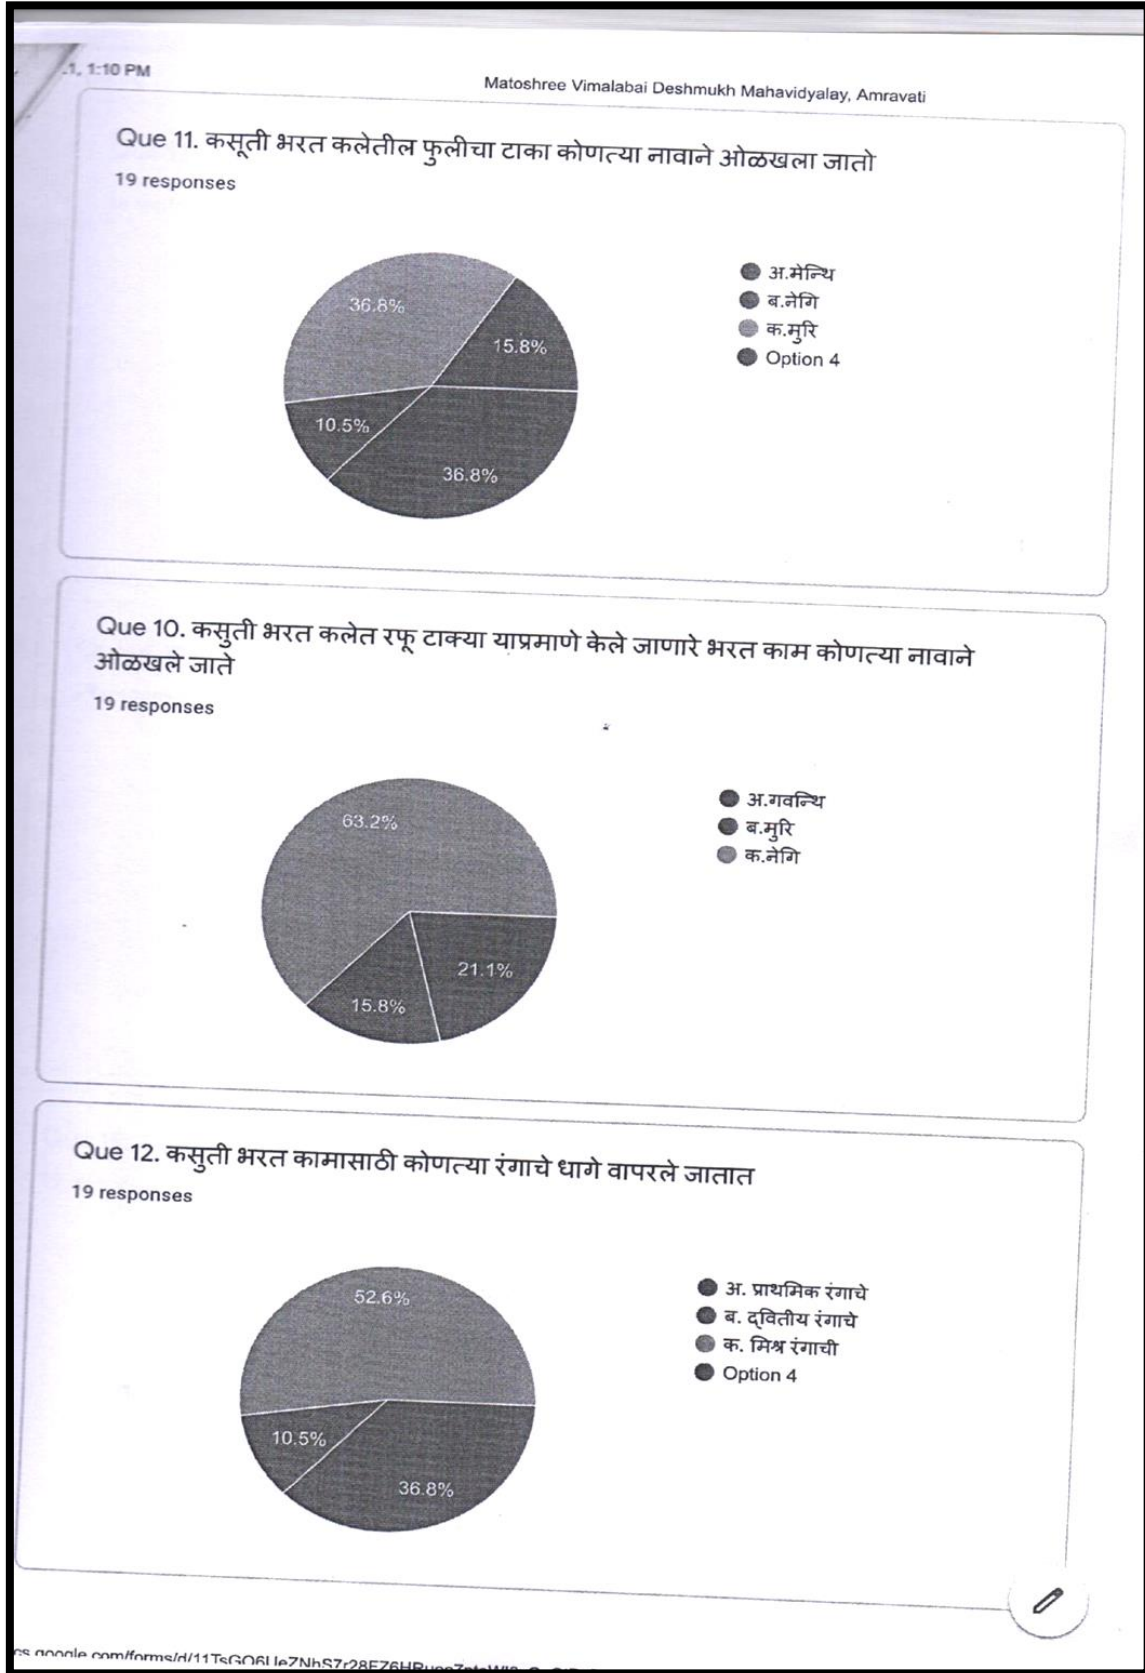 1, 1:10 PM
Matoshree Vimalabai Deshmukh Mahavidyalay, Amravati
Que 11. कसूती भरत कलेतील फुलीचा टाका कोणत्या नावाने ओळखला जातो
19 responses
36.8%
15.8%
10.5%
36.8%
अ.मेन्थि
ब.नेगि
क.मुरि
Option 4
Que 10. कसुती भरत कलेत रफू टाक्या याप्रमाणे केले जाणारे भरत काम कोणत्या नावाने
ओळखले जाते
19 responses
63.2%
21.1%
15.8%
अ.गवन्थि
ब.मुरि
क.नेगि
Que 12. कसुती भरत कामासाठी कोणत्या रंगाचे धागे वापरले जातात
19 responses
52.6%
10.5%
36.8%
अ. प्राथमिक रंगाचे
ब. द्वितीय रंगाचे
क. मिश्र रंगाची
Option 4